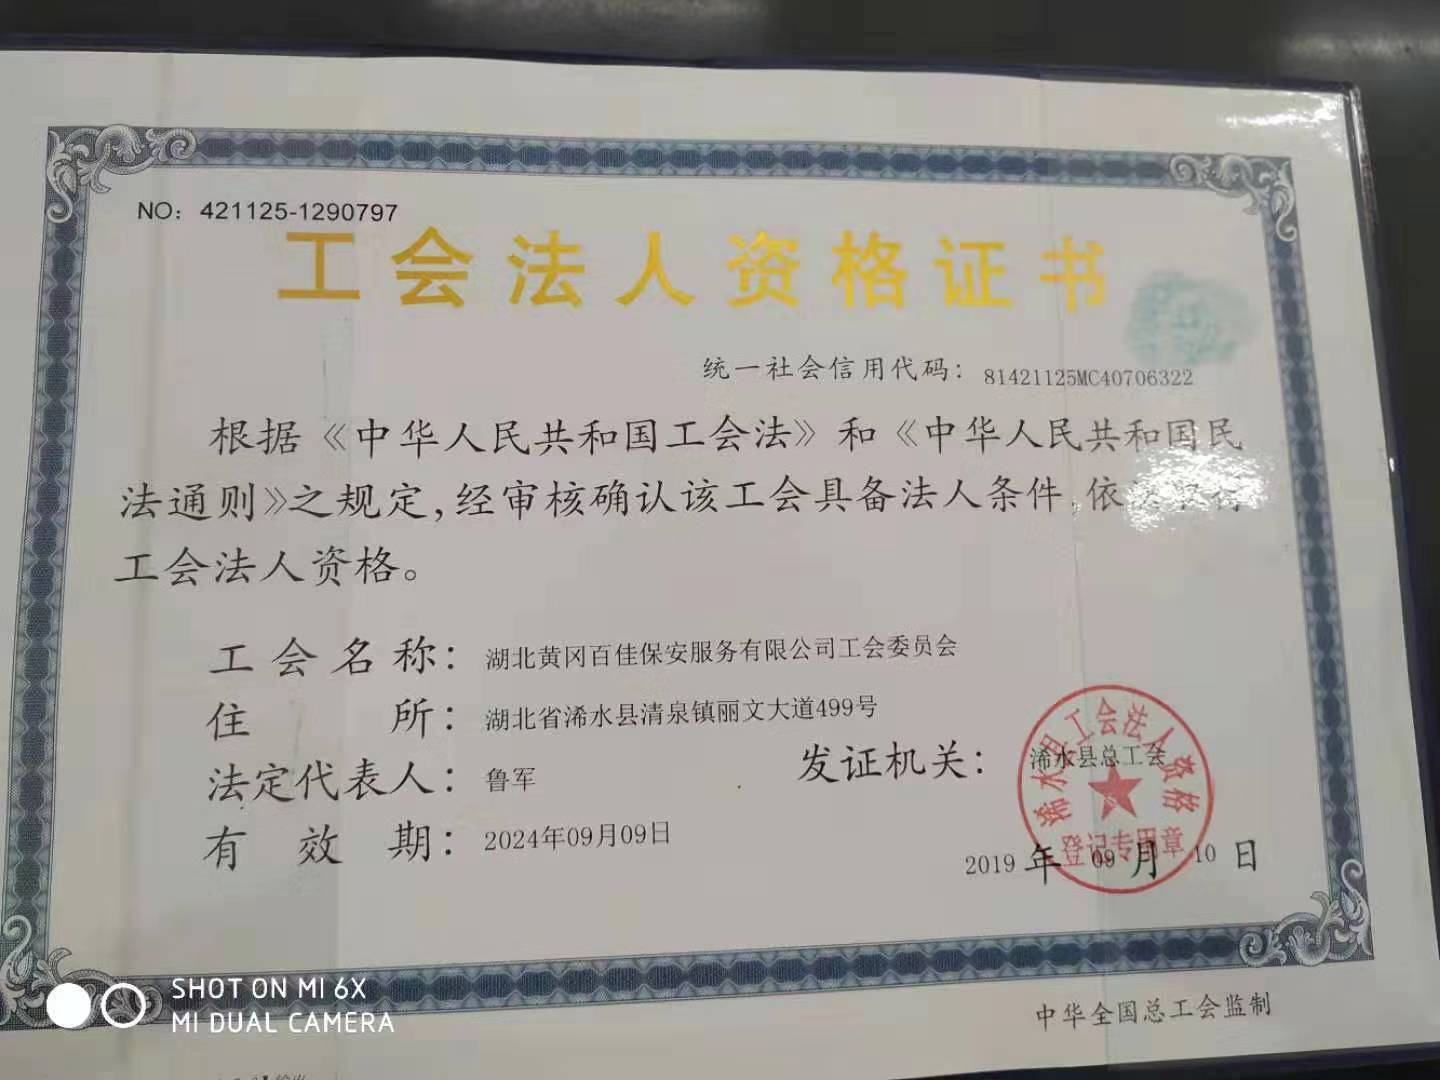 NO：421125-1290797
工会法人资格证书
统一社会信用代码：81421125MC40706322
根据《中华人民共和国工会法》和《中华人民共和国民
法通则》之规定，经审核确认该工会具备法人条件，依
工会法人资格。
工会名称：湖北黄冈百佳保安服务有限公司工会委员会
住所：湖北省浠水县清泉镇丽文大道499号
法定代表人：鲁军
发证机关：浠水县总工会
浠水县工会法人资格
登记专用章
有效期：2024年09月09日
2019年09月10日
SHOT ON MI 6X
MI DUAL CAMERA
中华全国总工会监制